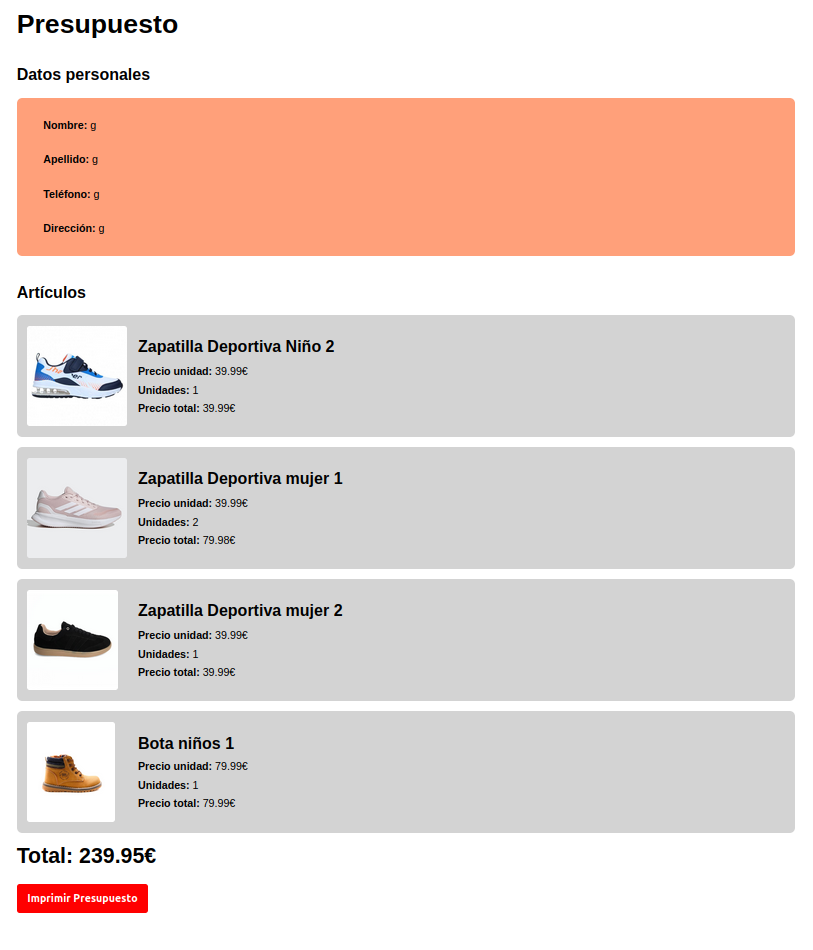 Presupuesto
Datos personales
Nombre: g
Apellido: g
Teléfono: g
Dirección: g
Artículos
Zapatilla Deportiva Niño 2
Precio unidad: 39.99€
Unidades: 1
Precio total: 39.99€
Zapatilla Deportiva mujer 1
Precio unidad: 39.99€
Unidades: 2
Precio total: 79.98€
Zapatilla Deportiva mujer 2
Precio unidad: 39.99€
Unidades: 1
Precio total: 39.99€
Bota niños 1
Precio unidad: 79.99€
Unidades: 1
Precio total: 79.99€
Total: 239.95€
Imprimir Presupuesto